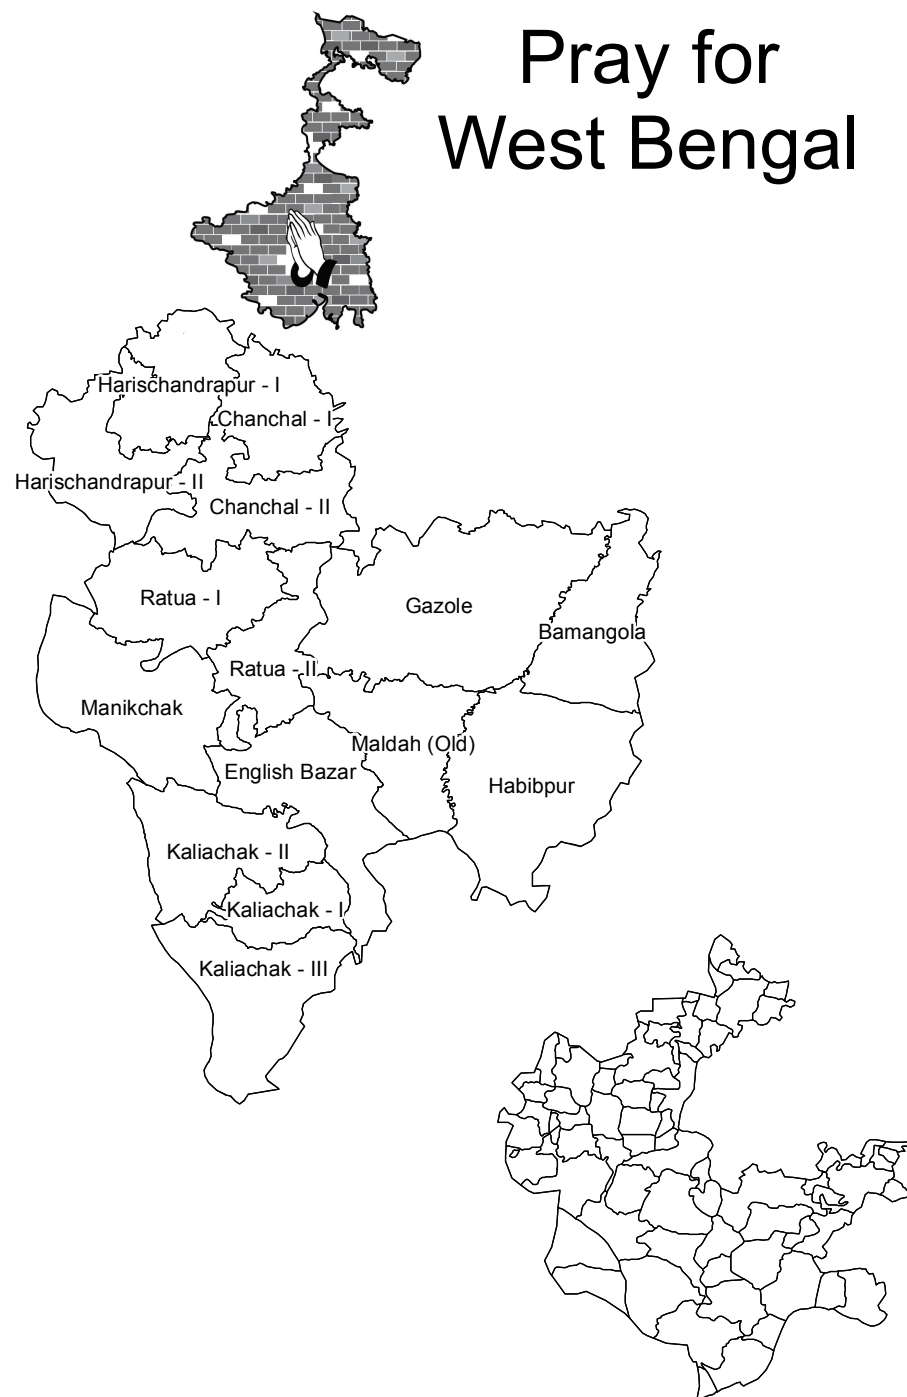 Pray for
West Bengal
Harischandrapur - I
Chanchal - I
Harischandrapur - II
Chanchal - II
Ratua - I
Gazole
Bamangola
Ratua - II
Manikchak
Maldah (Old)
English Bazar
Habibpur
Kaliachak - II
Kaliachak - I
Kaliachak - III